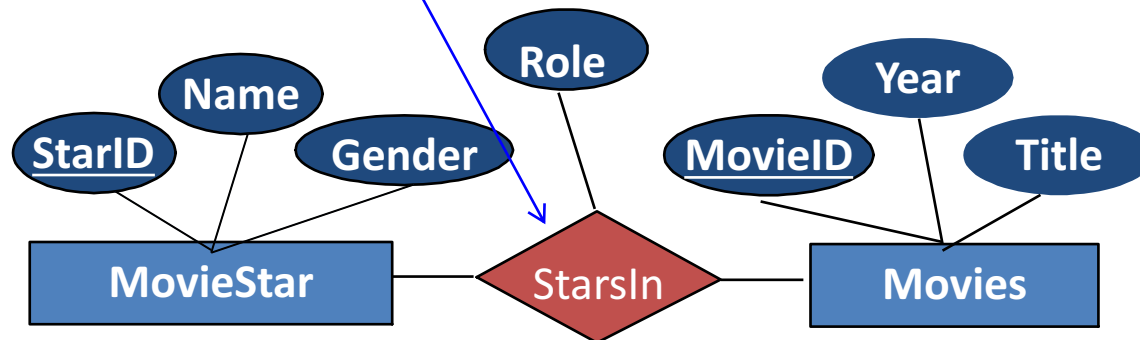 Role
Year
Name
StarID
Gender
MovieID
Title
MovieStar
StarsIn
Movies